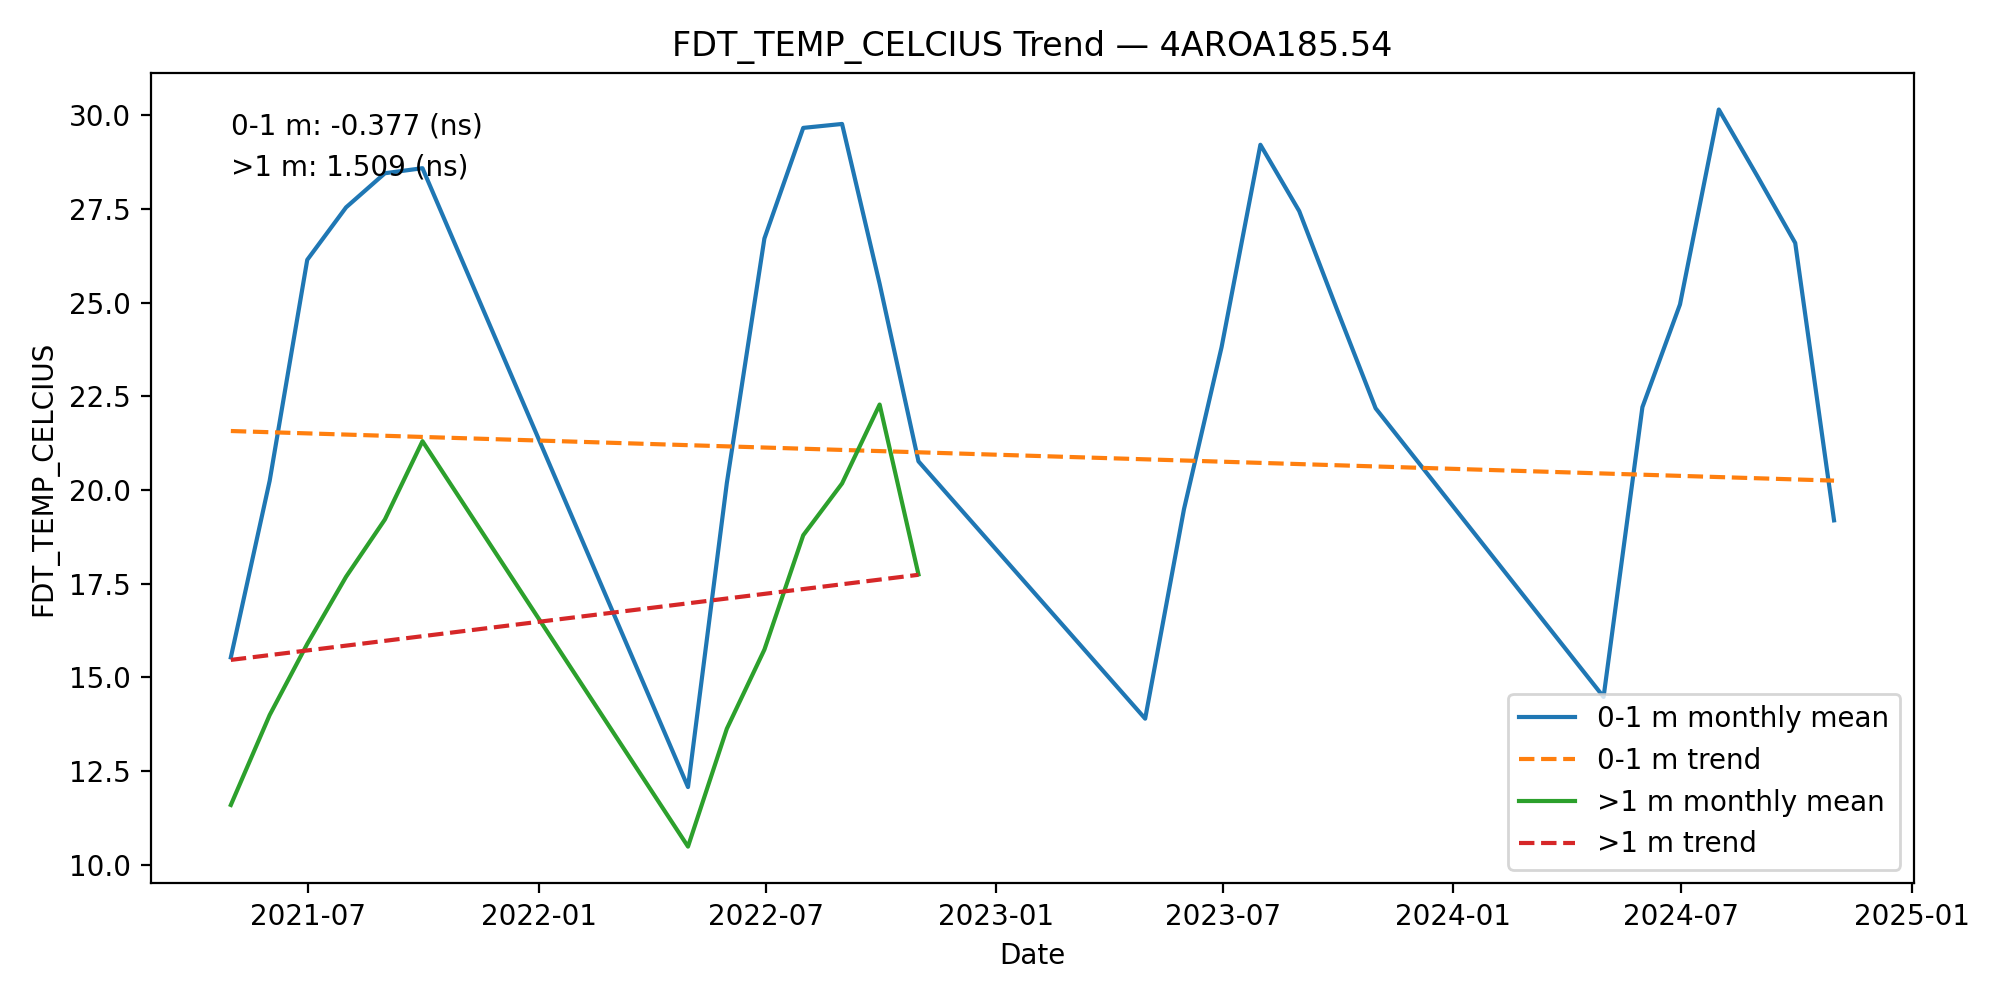 FDT_TEMP_CELCIUS Trend — 4AROA185.54
0-1 m: -0.377 (ns)
>1 m: 1.509 (ns)
30.0
27.5
25.0
22.5
20.0
17.5
15.0
12.5
10.0
FDT_TEMP_CELCIUS
0-1 m monthly mean
0-1 m trend
>1 m monthly mean
>1 m trend
2021-07 2022-01 2022-07 2023-01 2023-07 2024-01 2024-07 2025-01
Date